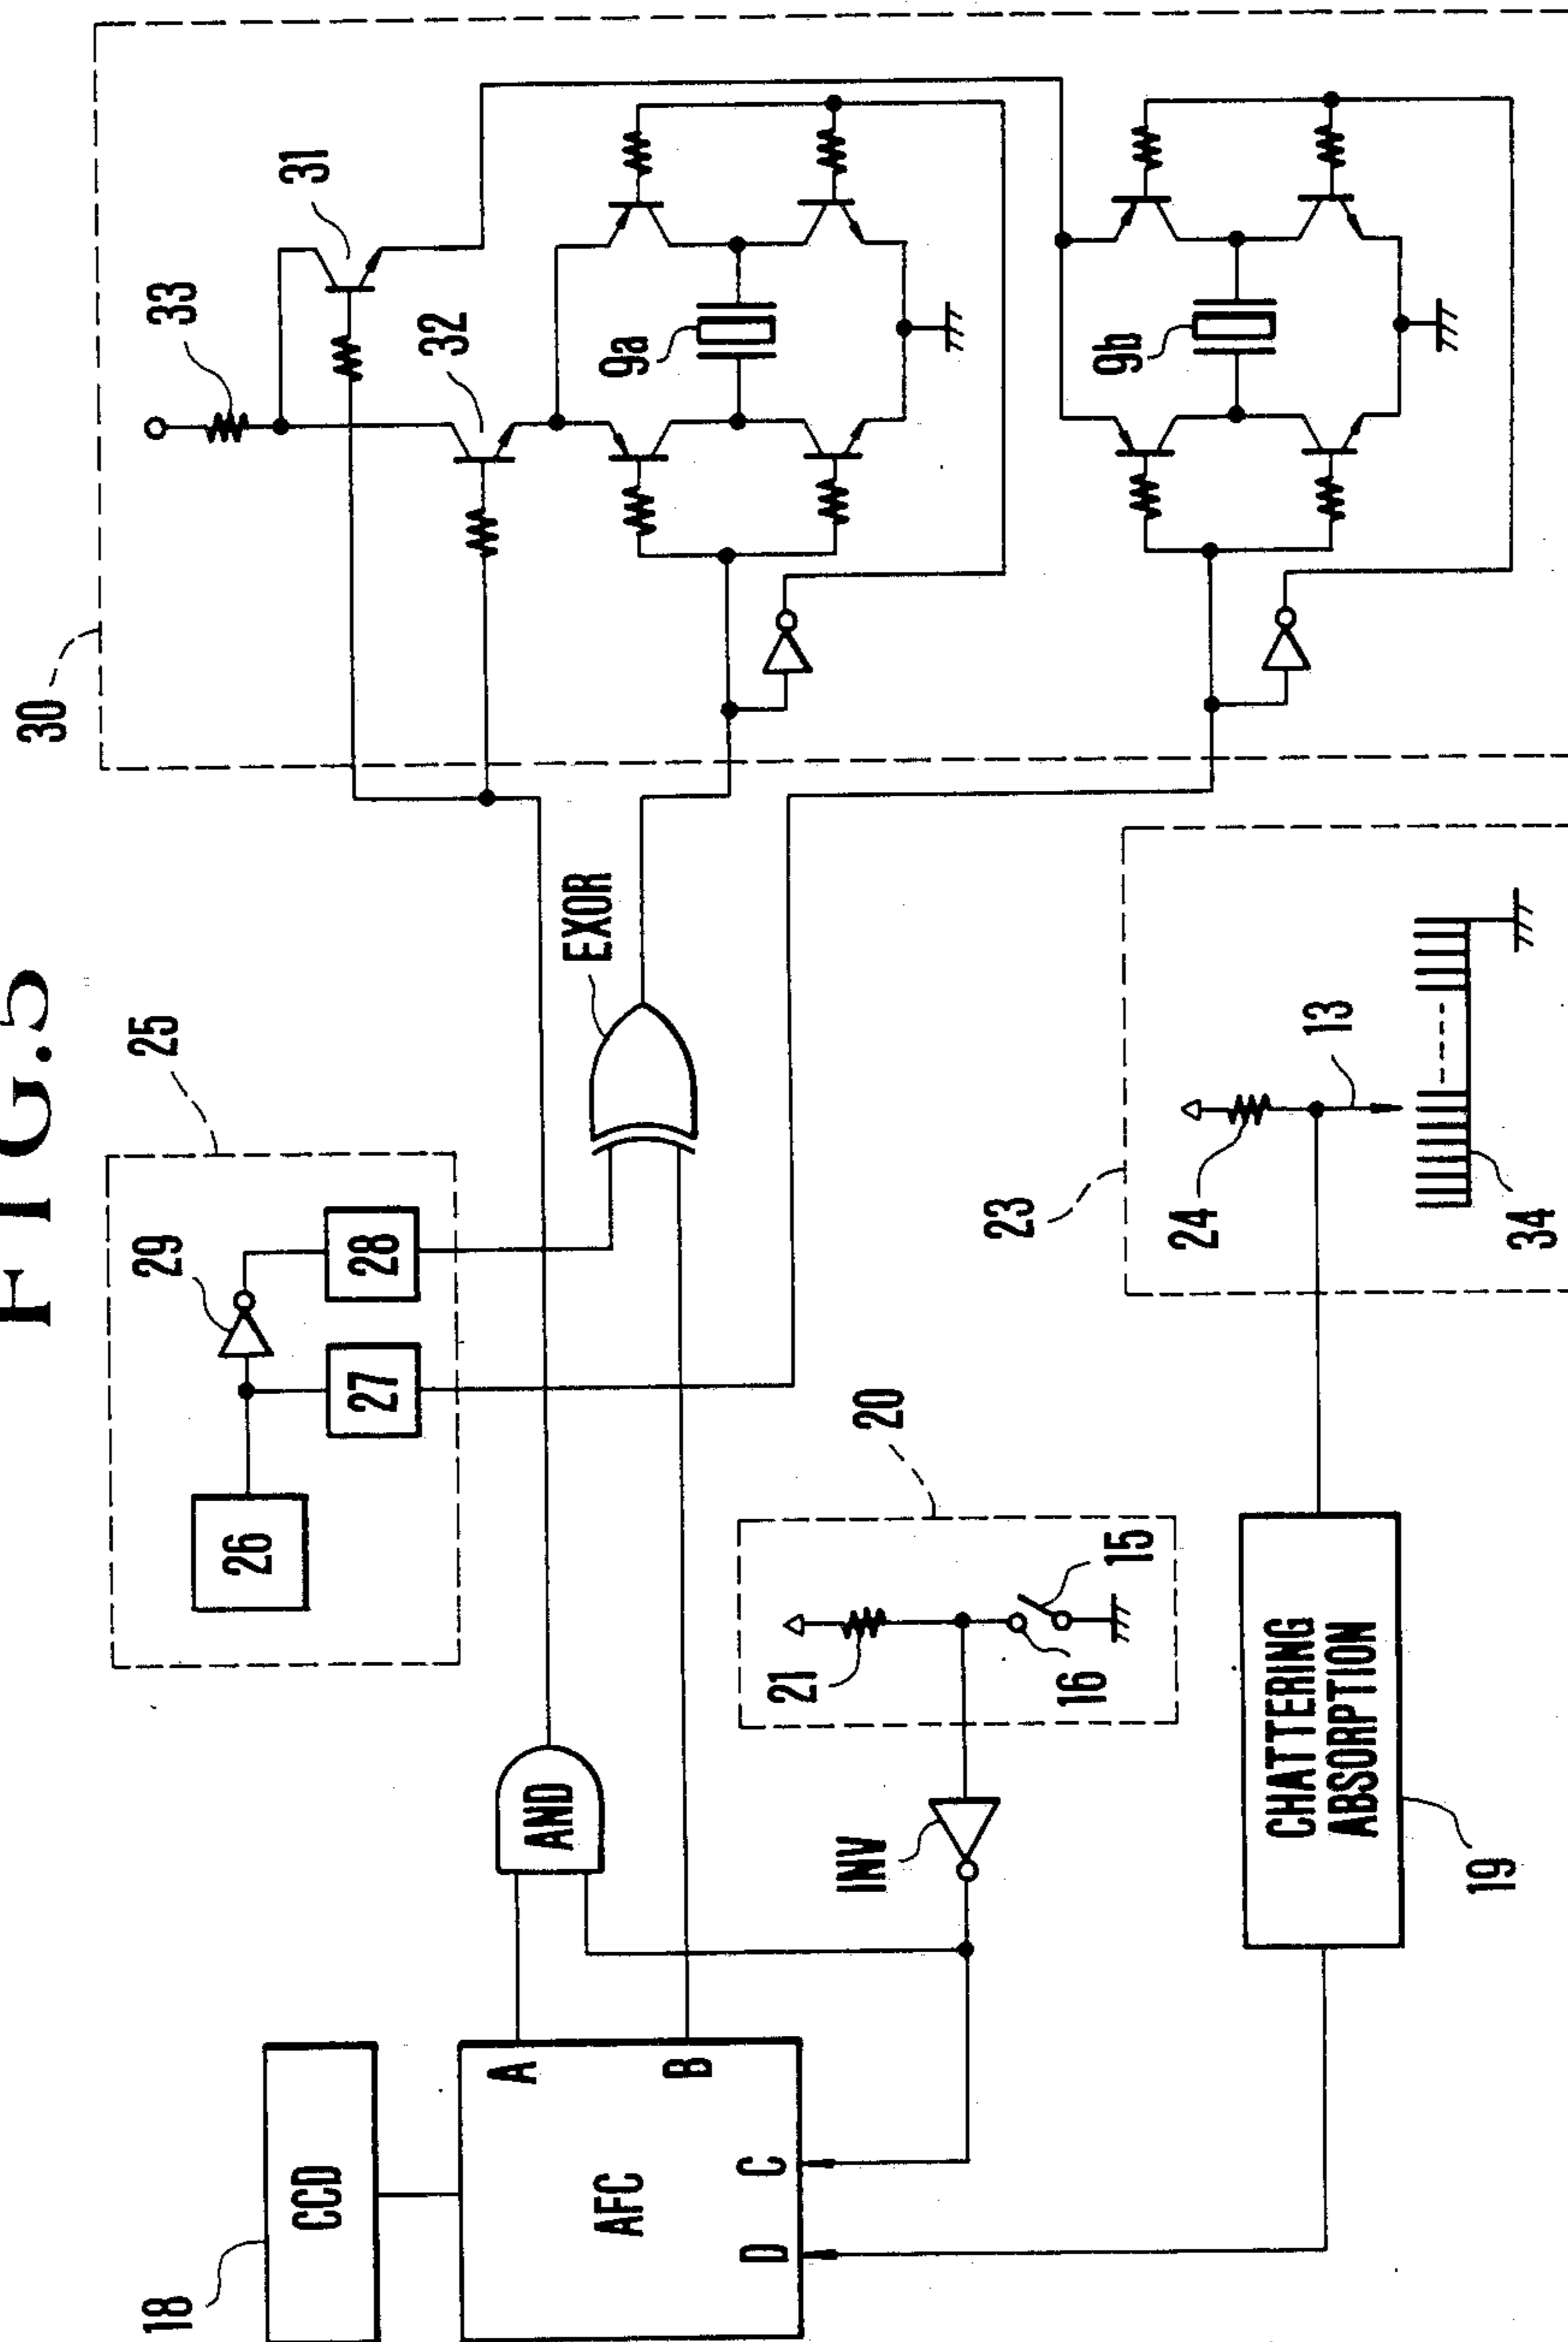 FIG.5
30
33
31
32
9a
9b
25
29
28
27
26
EXOR
23
24
13
34
20
21
15
16
INV
AND
CHATTERING
ABSORPTION
19
18
CCD
AFC
A
B
C
D